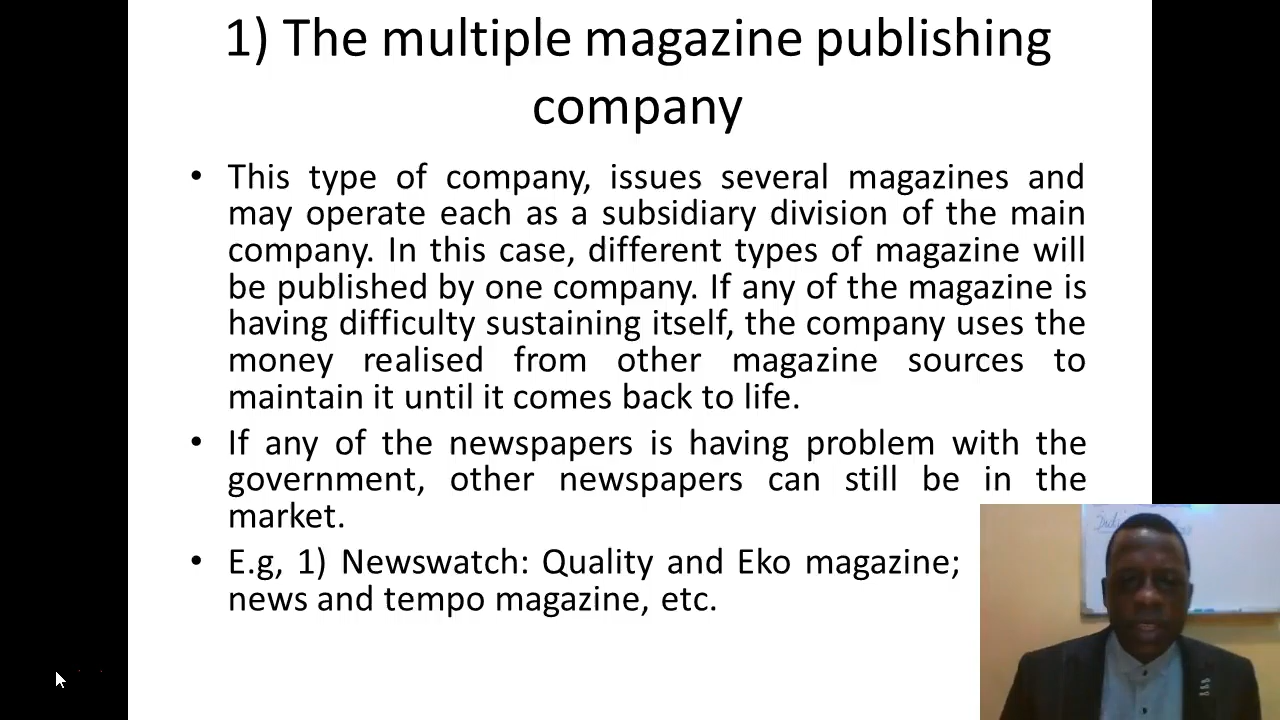 1) The multiple magazine publishing
company
• This type of company, issues several magazines and
may operate each as a subsidiary division of the main
company. In this case, different types of magazine will
be published by one company. If any of the magazine is
having difficulty sustaining itself, the company uses the
money realised from other magazine sources to
maintain it until it comes back to life.
• If any of the newspapers is having problem with the
government, other newspapers can still be in the
market.
• E.g, 1) Newswatch: Quality and Eko magazine;
news and tempo magazine, etc.